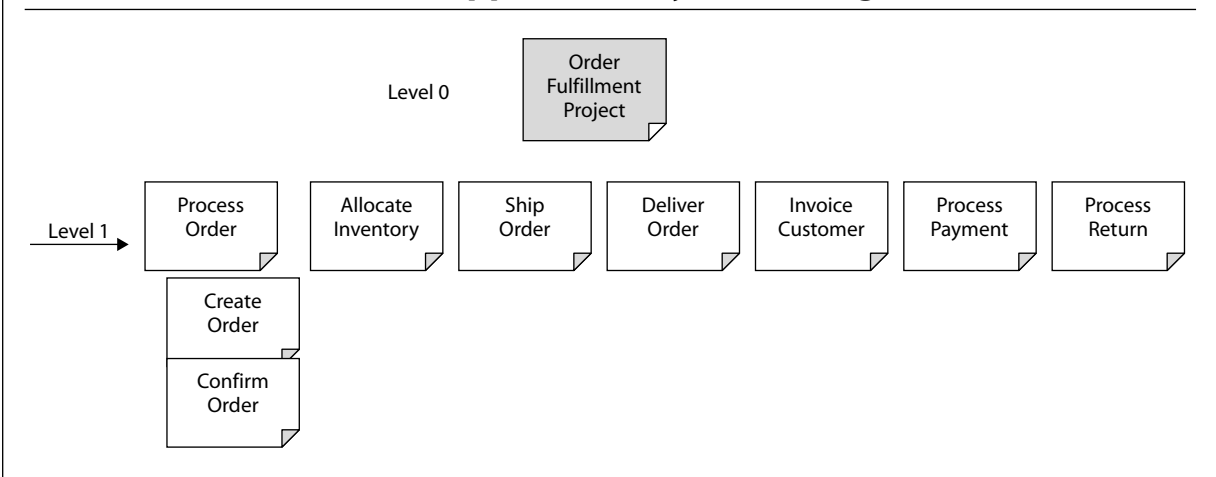 Level 0
Order
Fulfillment
Project
Level 1
Process
Order
Allocate
Inventory
Ship
Order
Deliver
Order
Invoice
Customer
Process
Payment
Process
Return
Create
Order
Confirm
Order